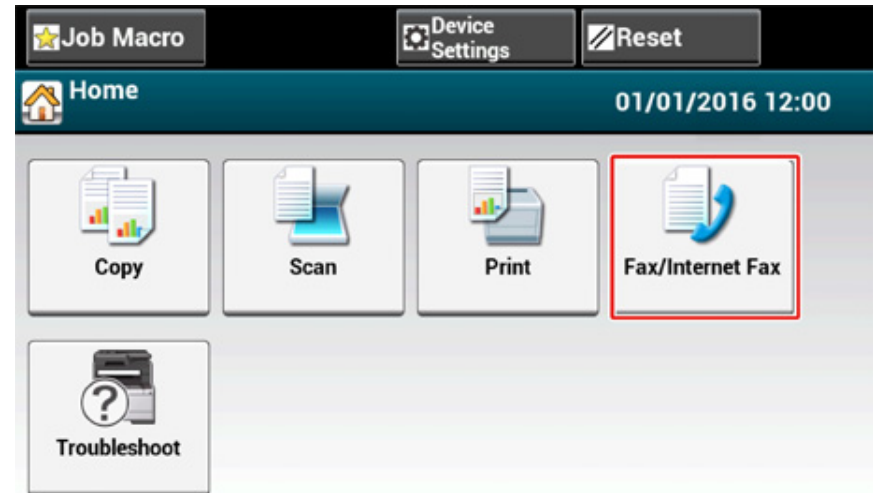 Job Macro
Device
Settings
Reset
Home
01/01/2016 12:00
Copy
Scan
Print
Fax/Internet Fax
?
Troubleshoot